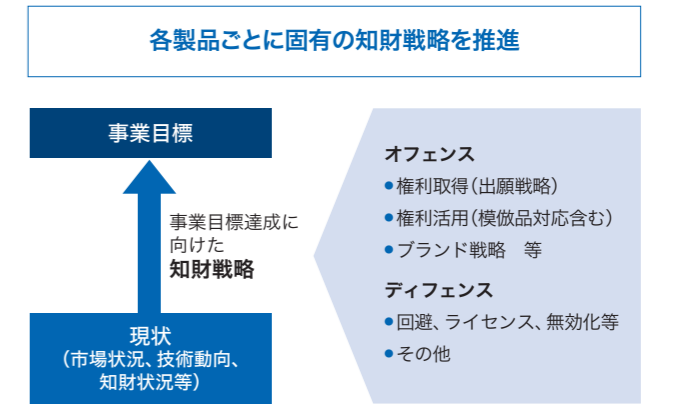 各製品ごとに固有の知財戦略を推進
事業目標
事業目標達成に
向けた
知財戦略
現状
(市場状況、技術動向、
知財状況等)
オフェンス
●権利取得(出願戦略)
●権利活用(模倣品対応含む)
●ブランド戦略　等
ディフェンス
●回避、ライセンス、無効化等
●その他